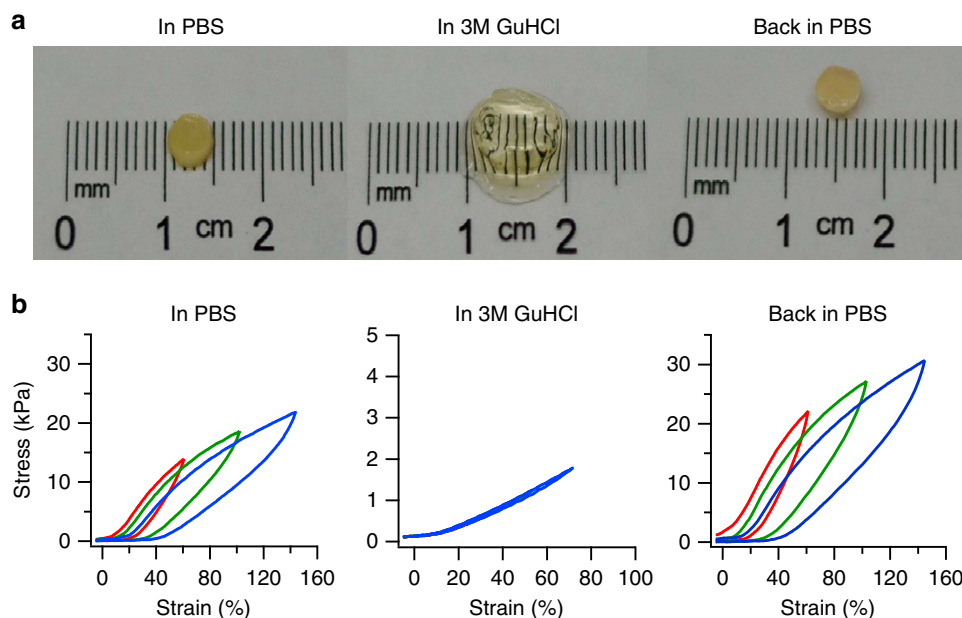 a
In PBS
In 3M GuHCl
Back in PBS
mm
0 1 cm 2
mm
0 1 cm 2
mm
0 1 cm 2
b
In PBS
In 3M GuHCl
Back in PBS
Stress (kPa)
30
20
10
0
0 40 80 120 160
Strain (%)
5
4
3
2
1
0
0 20 40 60 80 100
Strain (%)
30
20
10
0
0 40 80 120 160
Strain (%)